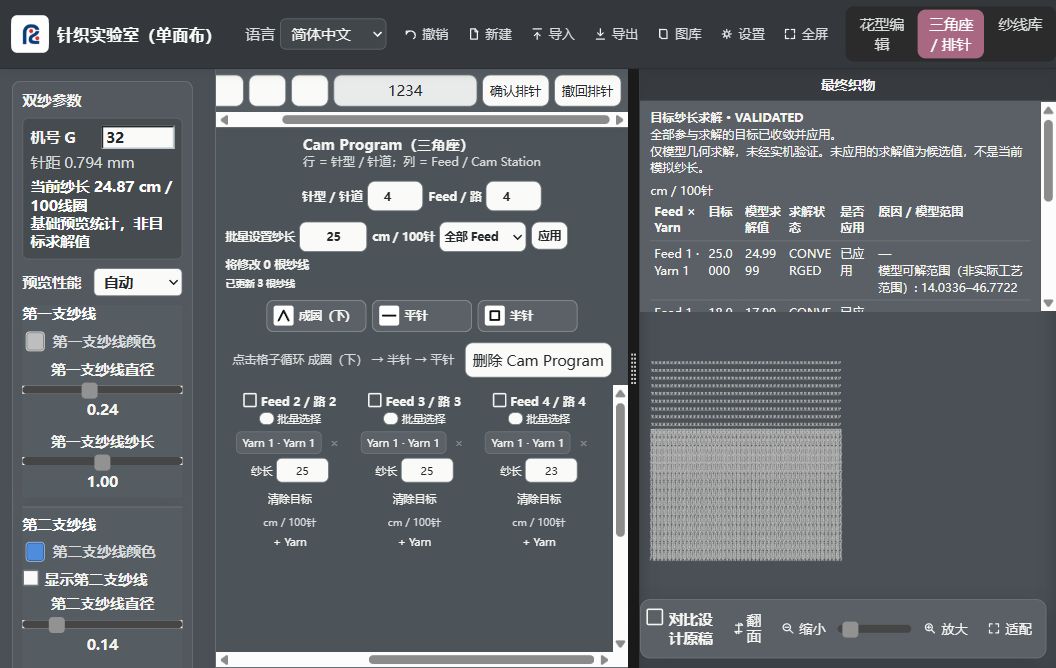 针织实验室（单面布）
语言 简体中文 撤销 新建 导入 导出 图库 设置 全屏
花型编
辑
三角座
/ 排针
纱线库
双纱参数
机号 G 32
针距 0.794 mm
当前纱长 24.87 cm /
100线圈
基础预览统计，非目
标求解值
预览性能 自动
第一支纱线
第一支纱线颜色
第一支纱线直径
0.24
第一支纱线纱长
1.00
第二支纱线
第二支纱线颜色
显示第二支纱线
第二支纱线直径
0.14
1234 确认排针 撤回排针
Cam Program（三角座）
行 = 针型 / 针道；列 = Feed / Cam Station
针型 / 针道 4 Feed / 路 4
批量设置纱长 25 cm / 100针 全部 Feed 应用
将修改 0 根纱线
已更新 3 根纱线
成圈（下） 平针 半针
点击格子循环 成圈（下） → 半针 → 平针 删除 Cam Program
Feed 2 / 路 2 Feed 3 / 路 3 Feed 4 / 路 4
批量选择 批量选择 批量选择
Yarn 1 · Yarn 1 × Yarn 1 · Yarn 1 × Yarn 1 · Yarn 1 ×
纱长 25 纱长 25 纱长 23
清除目标 清除目标 清除目标
cm / 100针 cm / 100针 cm / 100针
+ Yarn + Yarn + Yarn
最终织物
目标纱长求解 • VALIDATED
全部参与求解的目标已收敛并应用。
仅模型几何求解，未经实机验证。未应用的求解值为候选值，不是当前
模拟纱长。
cm / 100针
Feed ×
Yarn
目标
模型求
解值
求解状
态
是否
应用
原因 / 模型范围
Feed 1 ·
Yarn 1
25.0
000
24.99
99
CONVE
RGED
已应
用
—
模型可解范围（非实际工艺
范围）: 14.0336–46.7722
对比设
计原稿
翻
面
缩小 放大 适配